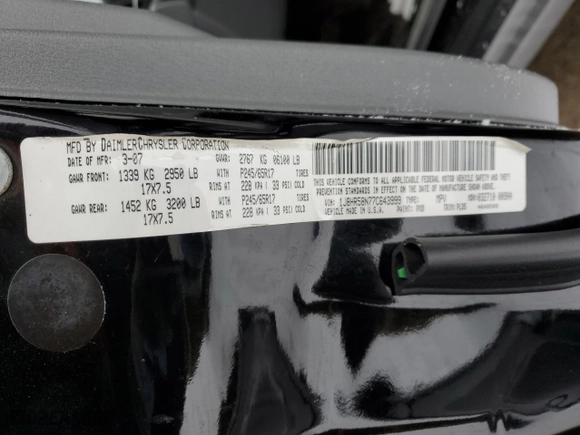 MFD BY DAIMLERCHRYSLER CORPORATION
DATE OF MFR: 3-07 GVWR: 2767 KG 06100 LB
GAWR FRONT: 1339 KG 2950 LB WITH P245/65R17 TIRES
17X7.5 RIMS AT 228 KPA ( 33 PSI) COLD
GAWR REAR: 1452 KG 3200 LB WITH P245/65R17 TIRES
17X7.5 RIMS AT 228 KPA ( 33 PSI) COLD
THIS VEHICLE CONFORMS TO ALL APPLICABLE FEDERAL MOTOR VEHICLE SAFETY AND THEFT
PREVENTION STANDARDS IN EFFECT ON THE DATE OF MANUFACTURE SHOWN ABOVE.
VIN: TYPE: MPV
VEHICLE MADE IN U.S.A. PAINT: TRIM: